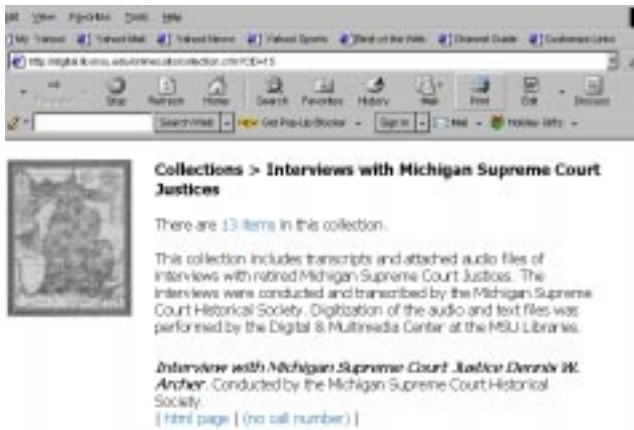 View Favorites Tools Help
My Yahoo! Yahoo! Mail Yahoo! News Yahoo! Sports Best of the Web Channel Guide Customize Links
Stop Refresh Home Search Favorites History Mail Print Edit Discuss
Search Web NEW Get Pop-Up Blocker Sign In Mail Holiday Gifts
Collections > Interviews with Michigan Supreme Court
Justices
There are 13 items in this collection.
This collection includes transcripts and attached audio files of
interviews with retired Michigan Supreme Court Justices. The
interviews were conducted and transcribed by the Michigan Supreme
Court Historical Society. Digitization of the audio and text files was
performed by the Digital & Multimedia Center at the MSU Libraries.
Interview with Michigan Supreme Court Justice Dennis W.
Archer. Conducted by the Michigan Supreme Court Historical
Society.
| html page | (no call number) |